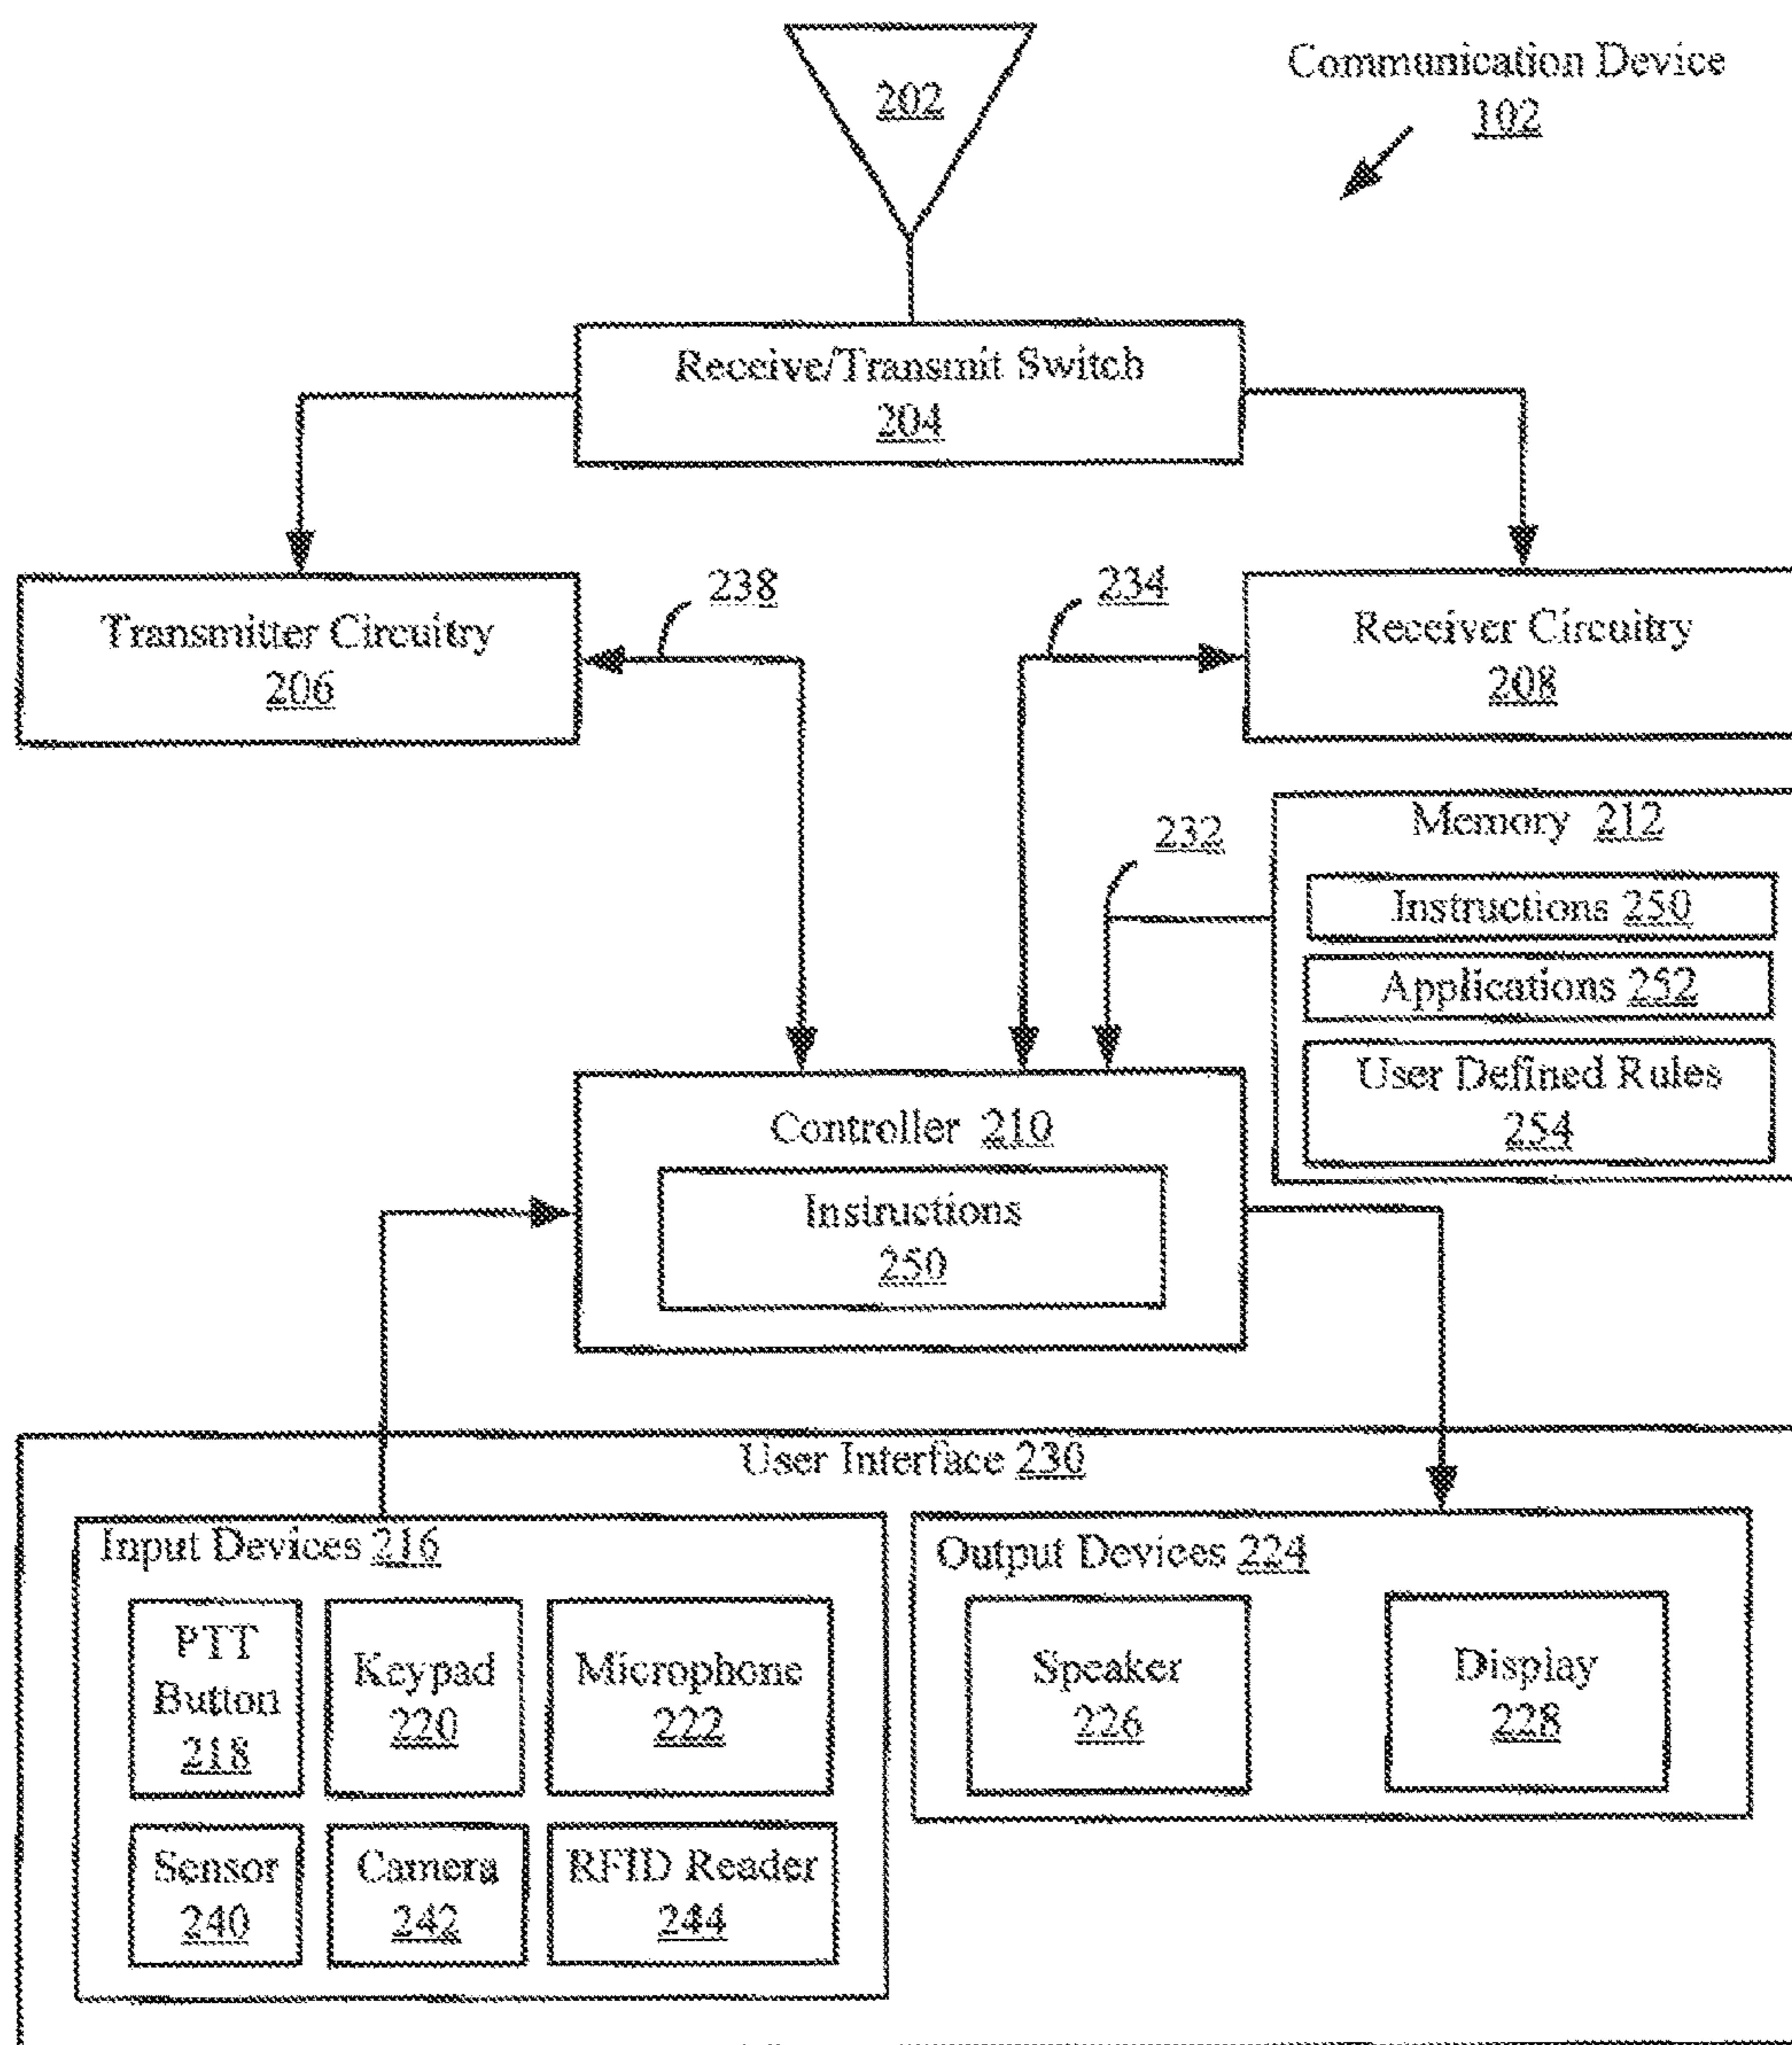 Communication Device
102
202
Receive/Transmit Switch
204
238
234
Transmitter Circuitry
206
Receiver Circuitry
208
232
Memory 212
Instructions 250
Applications 252
User Defined Rules
254
Controller 210
Instructions
250
User Interface 230
Input Devices 216
PTT
Button
218
Keypad
220
Microphone
222
Sensor
240
Camera
242
RFID Reader
244
Output Devices 224
Speaker
226
Display
228